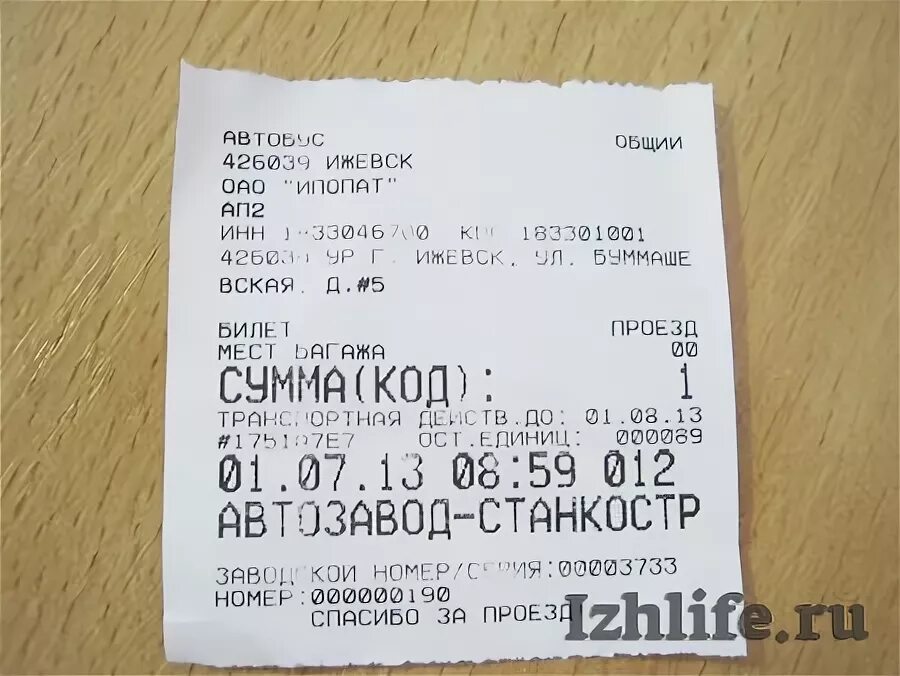 АВТОБУС ОБЩИЙ
426039 ИЖЕВСК
ОАО "ИПОПАТ"
АП2
ИНН 183301001
УР Г. ИЖЕВСК, УЛ. БУММАШЕ
ВСКАЯ, Д.#5
БИЛЕТ ПРОЕЗД
МЕСТ БАГАЖА 00
СУММА(КОД): 1
ТРАНСПОРТНАЯ ДЕЙСТВ.ДО: 01.08.13
ОСТ.ЕДИНИЦ: 000089
01.07.13 08:59 012
АВТОЗАВОД-СТАНКОСТР
ЗАВОДСКОЙ НОМЕР/СЕРИЯ:00003733
НОМЕР:000000190
СПАСИБО ЗА ПРОЕЗД
Izhlife.ru